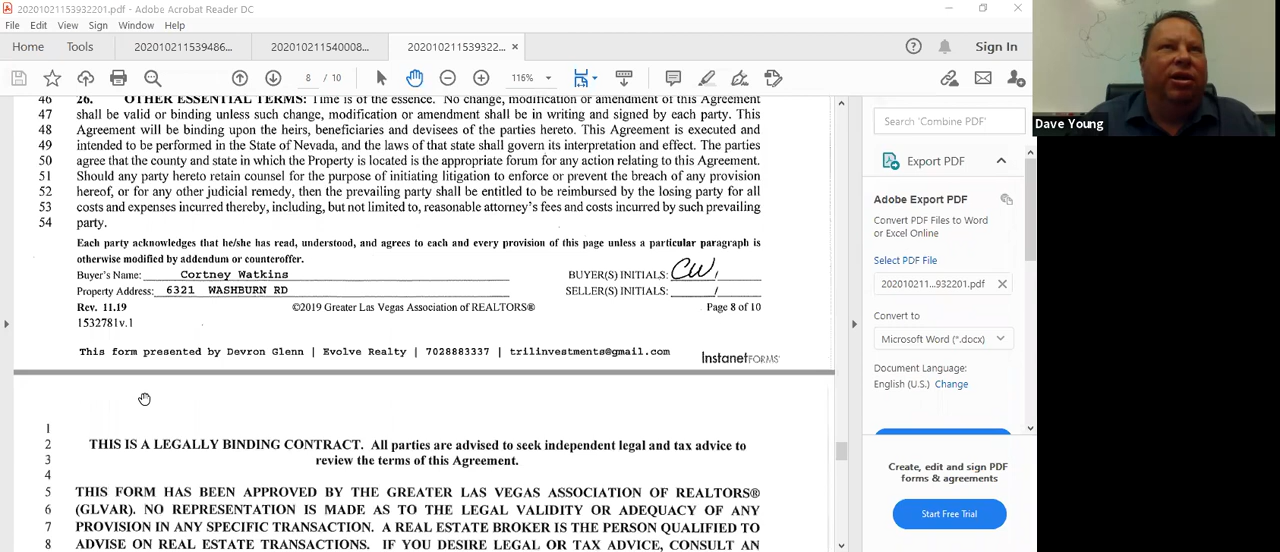 20201021153932201.pdf - Adobe Acrobat Reader DC
File Edit View Sign Window Help
Home Tools 202010211539486... 202010211540008... 202010211539322... ×
Sign In
8 / 10 116%
46 26. OTHER ESSENTIAL TERMS: Time is of the essence. No change, modification or amendment of this Agreement
47 shall be valid or binding unless such change, modification or amendment shall be in writing and signed by each party. This
48 Agreement will be binding upon the heirs, beneficiaries and devisees of the parties hereto. This Agreement is executed and
49 intended to be performed in the State of Nevada, and the laws of that state shall govern its interpretation and effect. The parties
50 agree that the county and state in which the Property is located is the appropriate forum for any action relating to this Agreement.
51 Should any party hereto retain counsel for the purpose of initiating litigation to enforce or prevent the breach of any provision
52 hereof, or for any other judicial remedy, then the prevailing party shall be entitled to be reimbursed by the losing party for all
53 costs and expenses incurred thereby, including, but not limited to, reasonable attorney's fees and costs incurred by such prevailing
54 party.
Each party acknowledges that he/she has read, understood, and agrees to each and every provision of this page unless a particular paragraph is
otherwise modified by addendum or counteroffer.
Buyer's Name: Cortney Watkins BUYER(S) INITIALS: CW /
Property Address: 6321 WASHBURN RD SELLER(S) INITIALS: /
Rev. 11.19 ©2019 Greater Las Vegas Association of REALTORS® Page 8 of 10
1532781v.1
This form presented by Devron Glenn | Evolve Realty | 7028883337 | trilinvestments@gmail.com InstanetFORMS
1
2 THIS IS A LEGALLY BINDING CONTRACT. All parties are advised to seek independent legal and tax advice to
3 review the terms of this Agreement.
4
5 THIS FORM HAS BEEN APPROVED BY THE GREATER LAS VEGAS ASSOCIATION OF REALTORS®
6 (GLVAR). NO REPRESENTATION IS MADE AS TO THE LEGAL VALIDITY OR ADEQUACY OF ANY
7 PROVISION IN ANY SPECIFIC TRANSACTION. A REAL ESTATE BROKER IS THE PERSON QUALIFIED TO
8 ADVISE ON REAL ESTATE TRANSACTIONS. IF YOU DESIRE LEGAL OR TAX ADVICE, CONSULT AN
Search 'Combine PDF'
Export PDF
Adobe Export PDF
Convert PDF Files to Word
or Excel Online
Select PDF File
202010211...932201.pdf ×
Convert to
Microsoft Word (*.docx)
Document Language:
English (U.S.) Change
Create, edit and sign PDF
forms & agreements
Start Free Trial
Dave Young